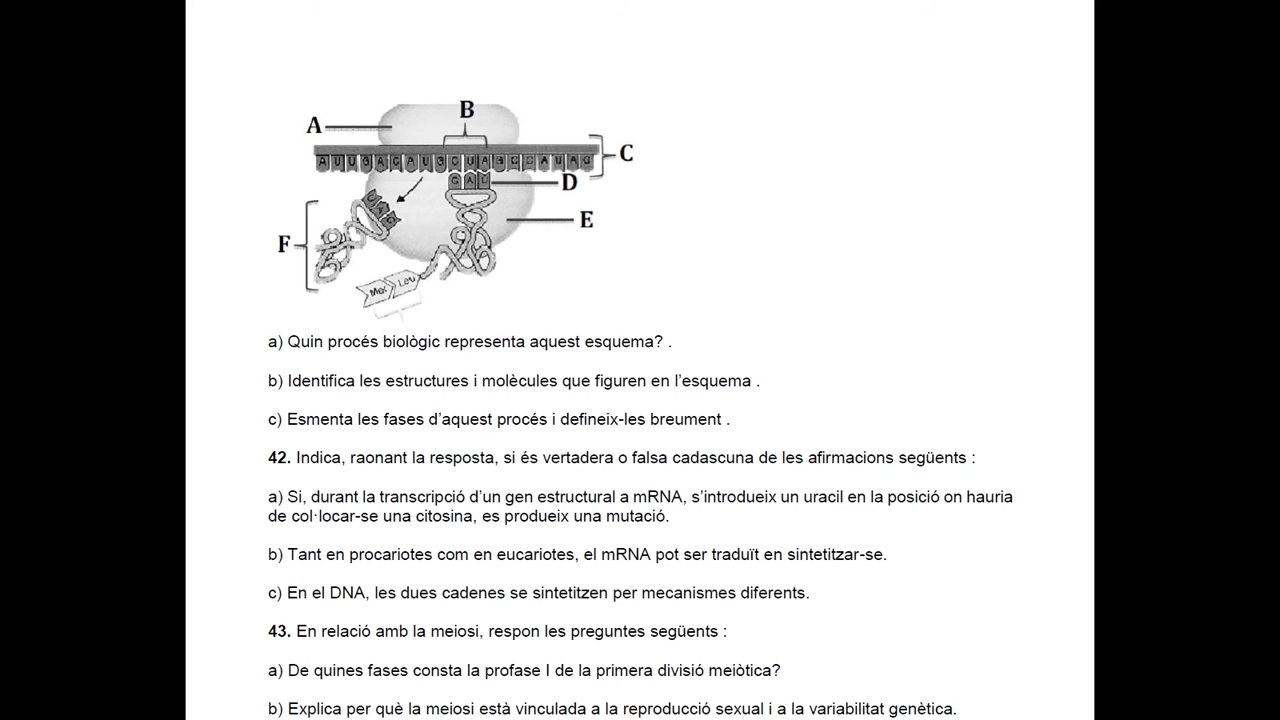 B
A
C
A U U G A C A U G C U A G C C A U A G
G A U
D
U A C
E
F
Met Leu
a) Quin procés biològic representa aquest esquema? .
b) Identifica les estructures i molècules que figuren en l’esquema .
c) Esmenta les fases d’aquest procés i defineix-les breument .
42. Indica, raonant la resposta, si és vertadera o falsa cadascuna de les afirmacions següents :
a) Si, durant la transcripció d’un gen estructural a mRNA, s’introdueix un uracil en la posició on hauria
de col·locar-se una citosina, es produeix una mutació.
b) Tant en procariotes com en eucariotes, el mRNA pot ser traduït en sintetitzar-se.
c) En el DNA, les dues cadenes se sintetitzen per mecanismes diferents.
43. En relació amb la meiosi, respon les preguntes següents :
a) De quines fases consta la profase I de la primera divisió meiòtica?
b) Explica per què la meiosi està vinculada a la reproducció sexual i a la variabilitat genètica.